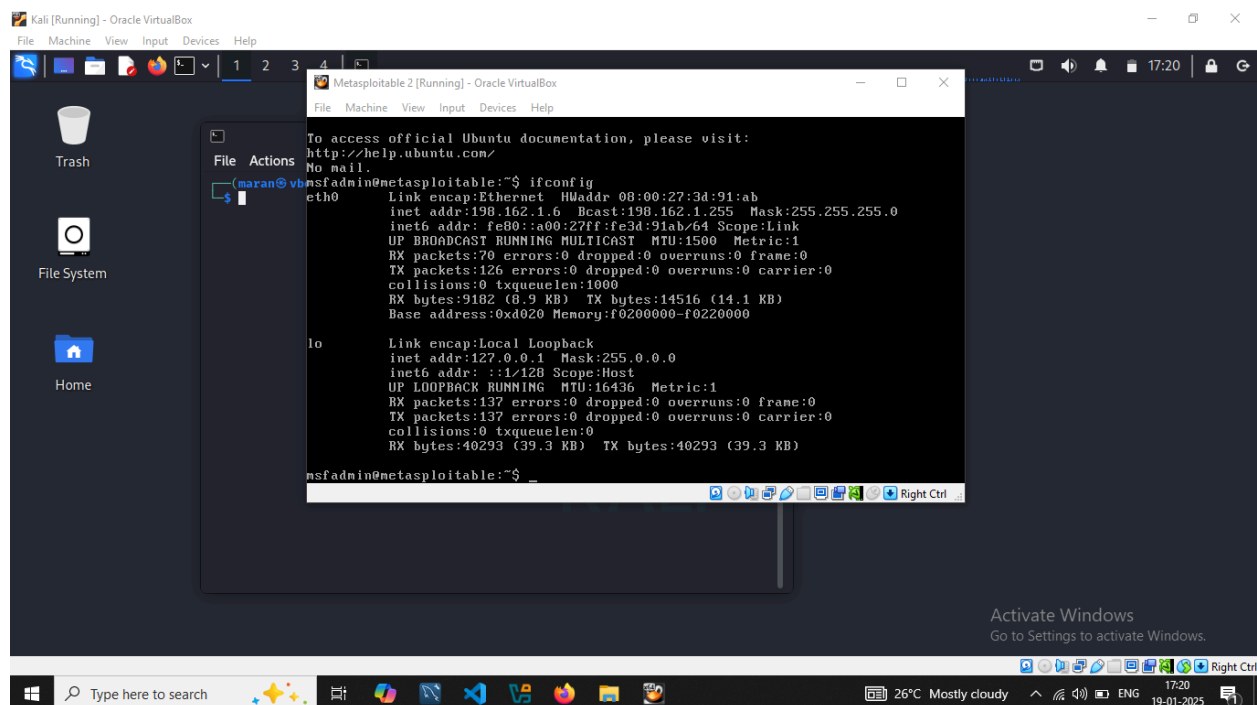 Kali [Running] - Oracle VirtualBox
File Machine View Input Devices Help
1 2 3 4
17:20
Metasploitable 2 [Running] - Oracle VirtualBox
File Machine View Input Devices Help
Trash
File System
Home
File Actions
(maran
$
To access official Ubuntu documentation, please visit:
http://help.ubuntu.com/
No mail.
msfadmin@metasploitable:~$ ifconfig
eth0 Link encap:Ethernet HWaddr 08:00:27:3d:91:ab
inet addr:198.162.1.6 Bcast:198.162.1.255 Mask:255.255.255.0
inet6 addr: fe80::a00:27ff:fe3d:91ab/64 Scope:Link
UP BROADCAST RUNNING MULTICAST MTU:1500 Metric:1
RX packets:70 errors:0 dropped:0 overruns:0 frame:0
TX packets:126 errors:0 dropped:0 overruns:0 carrier:0
collisions:0 txqueuelen:1000
RX bytes:9182 (8.9 KB) TX bytes:14516 (14.1 KB)
Base address:0xd020 Memory:f0200000-f0220000
lo Link encap:Local Loopback
inet addr:127.0.0.1 Mask:255.0.0.0
inet6 addr: ::1/128 Scope:Host
UP LOOPBACK RUNNING MTU:16436 Metric:1
RX packets:137 errors:0 dropped:0 overruns:0 frame:0
TX packets:137 errors:0 dropped:0 overruns:0 carrier:0
collisions:0 txqueuelen:0
RX bytes:40293 (39.3 KB) TX bytes:40293 (39.3 KB)
msfadmin@metasploitable:~$ _
Right Ctrl
Activate Windows
Go to Settings to activate Windows.
Right Ctrl
Type here to search
26°C Mostly cloudy
ENG
17:20
19-01-2025
1